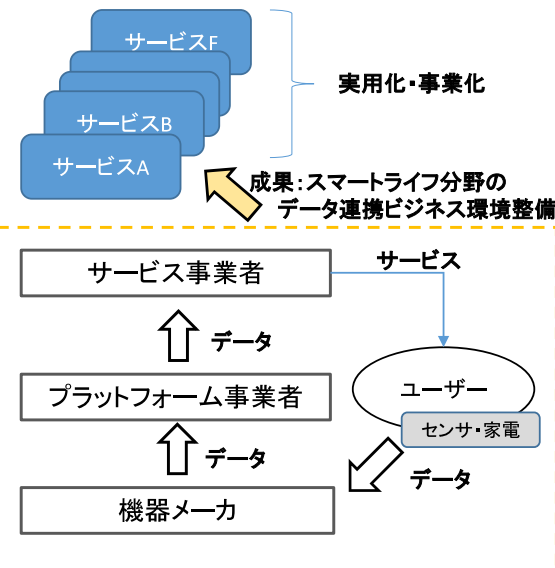 サービスF
実用化・事業化
サービスB
サービスA
成果：スマートライフ分野の
データ連携ビジネス環境整備
サービス事業者
サービス
データ
プラットフォーム事業者
ユーザー
センサ・家電
データ
データ
機器メーカ